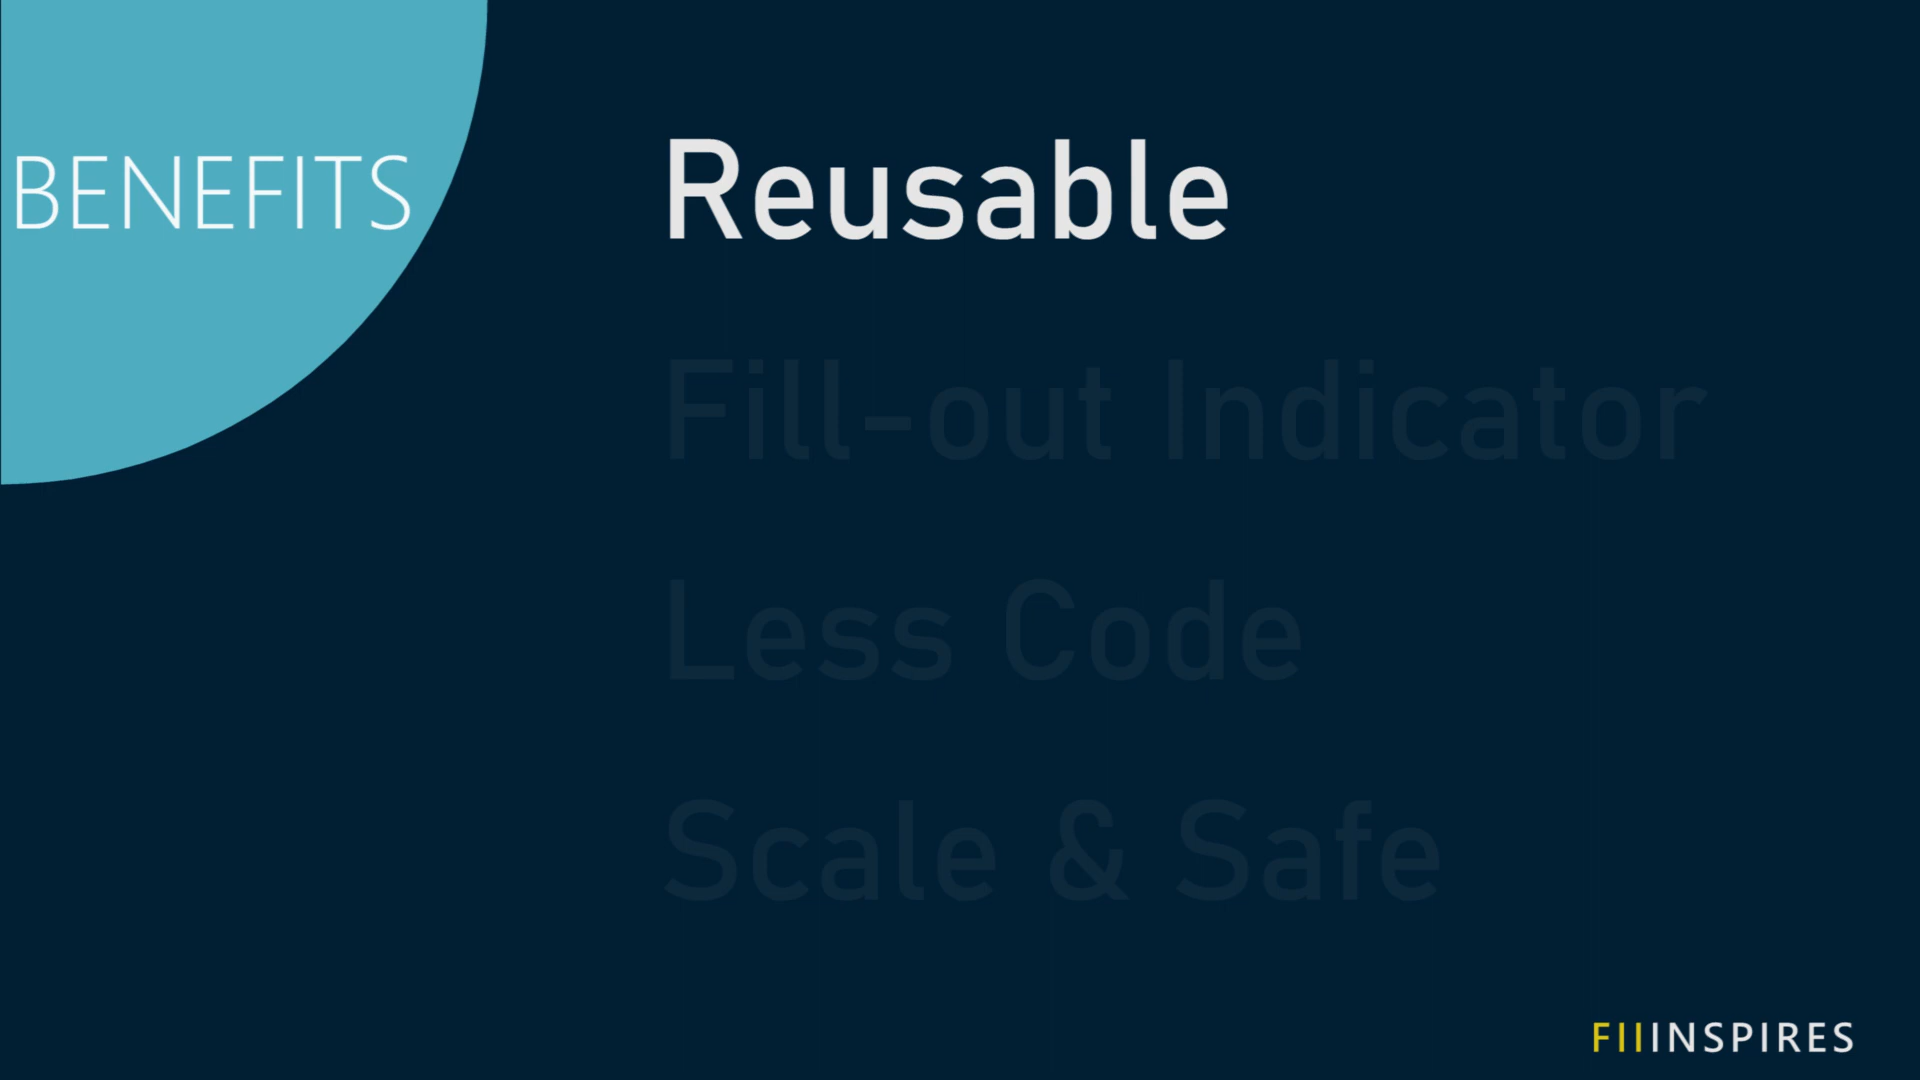 BENEFITS
Reusable
Fill-out Indicator
Less Code
Scale & Safe
FIIINSPIRES